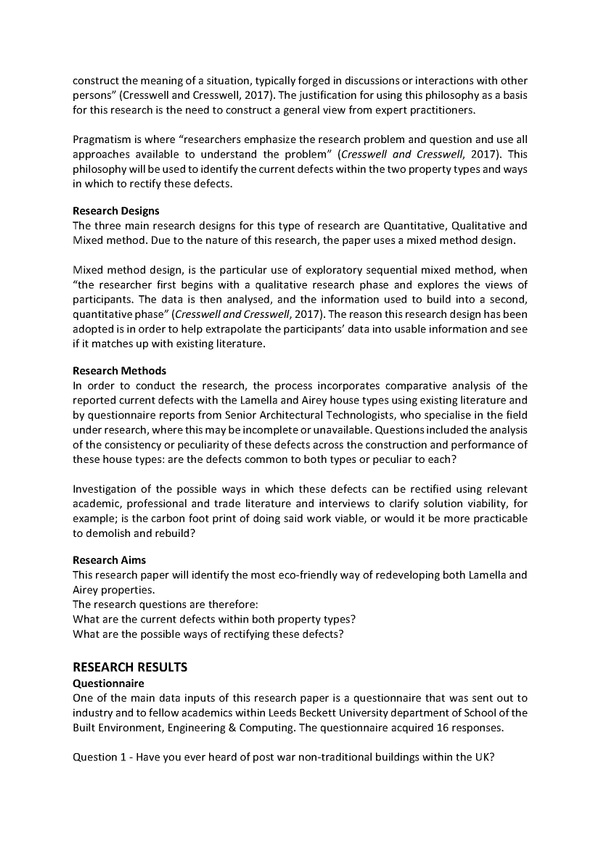 construct the meaning of a situation, typically forged in discussions or interactions with other
persons” (Cresswell and Cresswell, 2017). The justification for using this philosophy as a basis
for this research is the need to construct a general view from expert practitioners.
Pragmatism is where “researchers emphasize the research problem and question and use all
approaches available to understand the problem” (Cresswell and Cresswell, 2017). This
philosophy will be used to identify the current defects within the two property types and ways
in which to rectify these defects.
Research Designs
The three main research designs for this type of research are Quantitative, Qualitative and
Mixed method. Due to the nature of this research, the paper uses a mixed method design.
Mixed method design, is the particular use of exploratory sequential mixed method, when
“the researcher first begins with a qualitative research phase and explores the views of
participants. The data is then analysed, and the information used to build into a second,
quantitative phase” (Cresswell and Cresswell, 2017). The reason this research design has been
adopted is in order to help extrapolate the participants’ data into usable information and see
if it matches up with existing literature.
Research Methods
In order to conduct the research, the process incorporates comparative analysis of the
reported current defects with the Lamella and Airey house types using existing literature and
by questionnaire reports from Senior Architectural Technologists, who specialise in the field
under research, where this may be incomplete or unavailable. Questions included the analysis
of the consistency or peculiarity of these defects across the construction and performance of
these house types: are the defects common to both types or peculiar to each?
Investigation of the possible ways in which these defects can be rectified using relevant
academic, professional and trade literature and interviews to clarify solution viability, for
example; is the carbon foot print of doing said work viable, or would it be more practicable
to demolish and rebuild?
Research Aims
This research paper will identify the most eco-friendly way of redeveloping both Lamella and
Airey properties.
The research questions are therefore:
What are the current defects within both property types?
What are the possible ways of rectifying these defects?
RESEARCH RESULTS
Questionnaire
One of the main data inputs of this research paper is a questionnaire that was sent out to
industry and to fellow academics within Leeds Beckett University department of School of the
Built Environment, Engineering & Computing. The questionnaire acquired 16 responses.
Question 1 - Have you ever heard of post war non-traditional buildings within the UK?